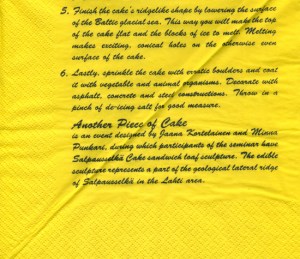 5. Finish the cake's ridgelike shape by lowering the surface
of the Baltic glacial sea. This way you will make the top
of the cake flat and the blocks of ice to melt. Melting
makes exciting, conical holes on the otherwise even
surface of the cake.
6. Lastly, sprinkle the cake with erratic boulders and coat
it with vegetable and animal organisms. Decorate with
asphalt, concrete and steel constructions. Throw in a
pinch of de-icing salt for good measure.
Another Piece of Cake
is an event designed by Jaana Kortelainen and Minna
Punkari, during which participants of the seminar have
Salpausselkä Cake sandwich loaf sculpture. The edible
sculpture represents a part of the geological lateral ridge
of Salpausselkä in the Lahti area.